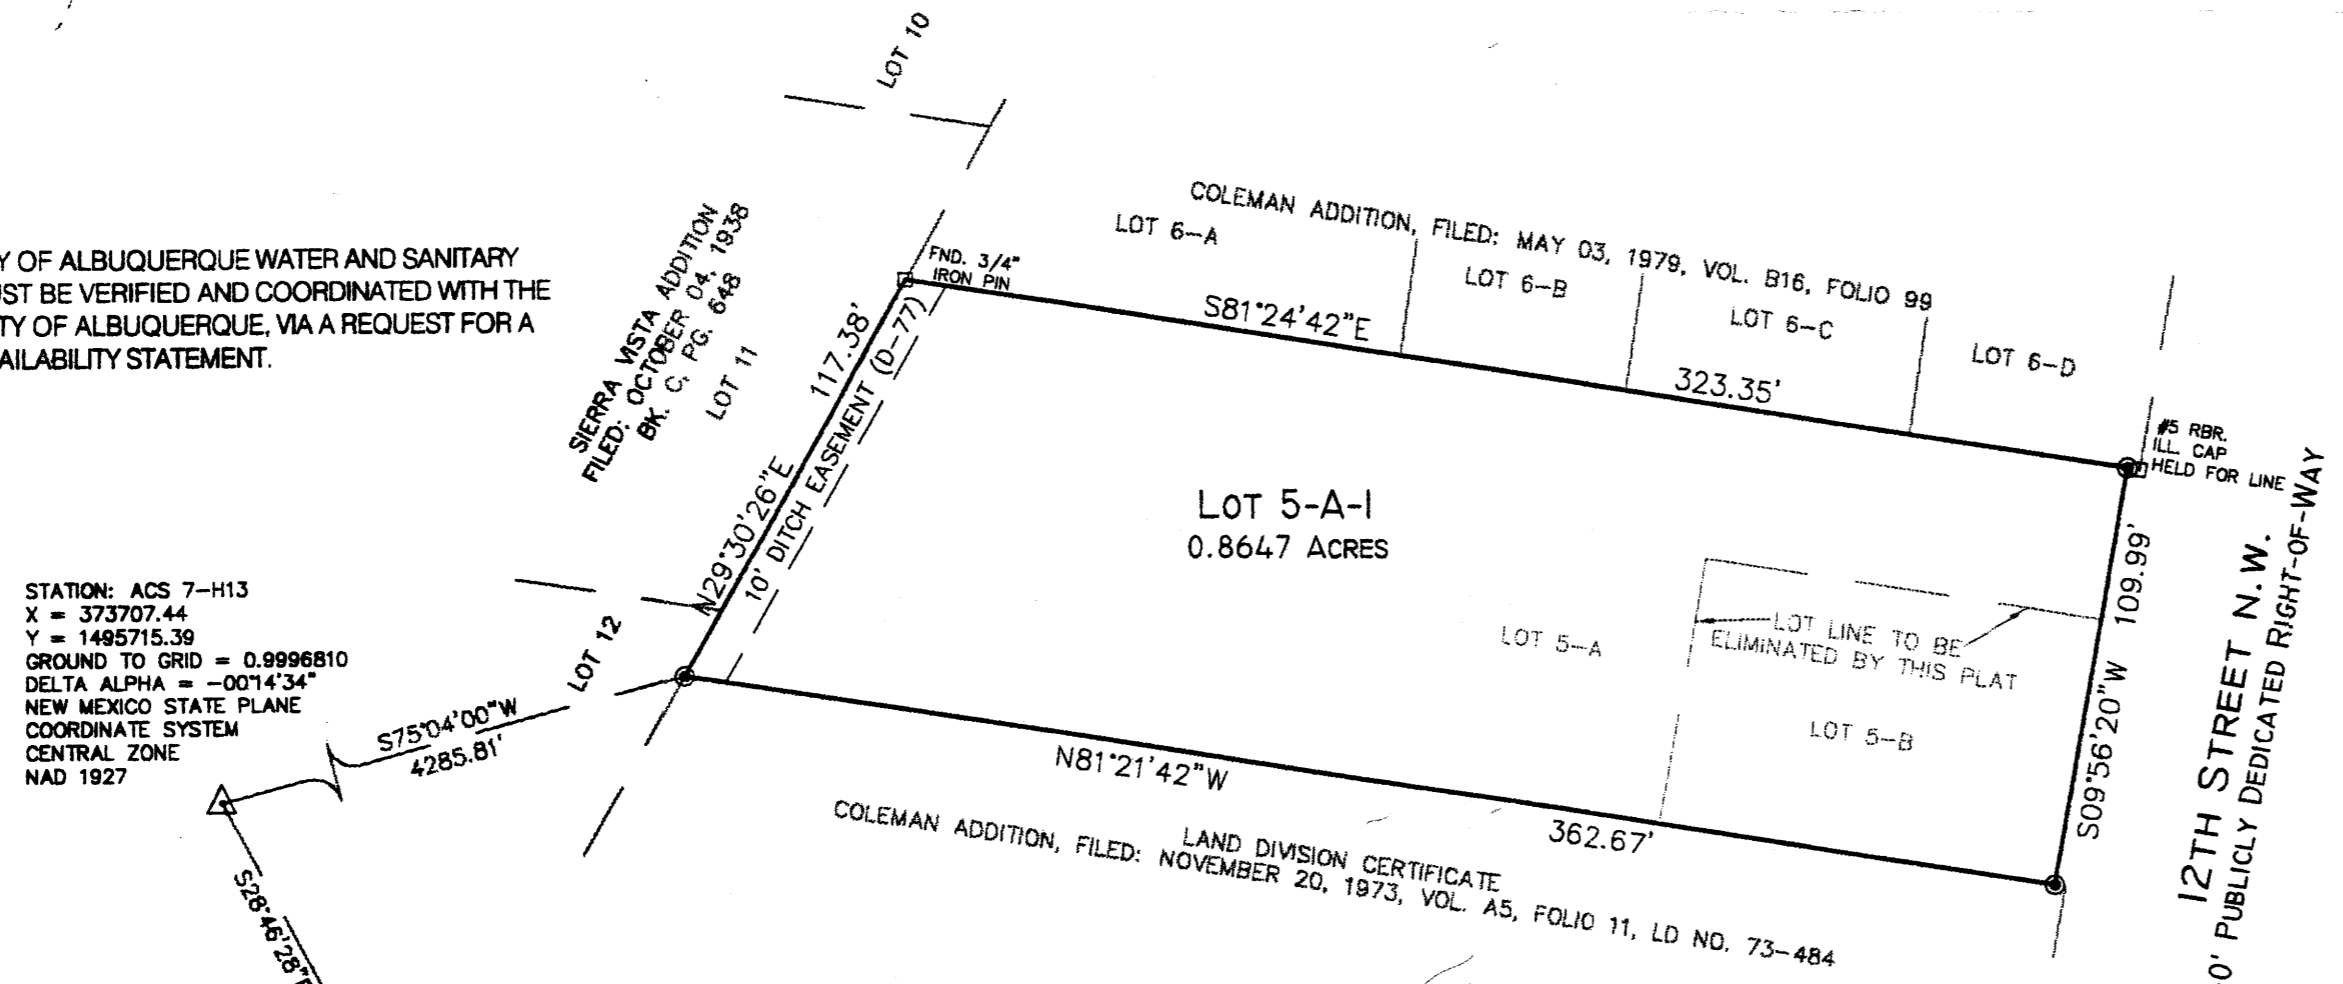 LOT 10
Y OF ALBUQUERQUE WATER AND SANITARY
UST BE VERIFIED AND COORDINATED WITH THE
TY OF ALBUQUERQUE, VIA A REQUEST FOR A
AILABILITY STATEMENT.
SIERRA VISTA ADDITION
FILED: OCTOBER 04, 1938
BK. C, PG. 648
LOT 11
COLEMAN ADDITION, FILED: MAY 03, 1979, VOL. B16, FOLIO 99
LOT 6-A
LOT 6-B
LOT 6-C
LOT 6-D
FND. 3/4"
IRON PIN
S81°24'42"E
323.35'
117.38'
N29°30'26"E
10' DITCH EASEMENT (D-77)
#5 RBR.
ILL. CAP
HELD FOR LINE
LOT 5-A-1
0.8647 ACRES
109.99'
S09°56'20"W
12TH STREET N.W.
0' PUBLICLY DEDICATED RIGHT-OF-WAY
LOT LINE TO BE
ELIMINATED BY THIS PLAT
LOT 5-A
LOT 5-B
STATION: ACS 7-H13
X = 373707.44
Y = 1495715.39
GROUND TO GRID = 0.9996810
DELTA ALPHA = -00°14'34"
NEW MEXICO STATE PLANE
COORDINATE SYSTEM
CENTRAL ZONE
NAD 1927
LOT 12
S75°04'00"W
4285.81'
N81°21'42"W
362.67'
LAND DIVISION CERTIFICATE
COLEMAN ADDITION, FILED: NOVEMBER 20, 1973, VOL. A5, FOLIO 11, LD NO. 73-484
S28°46'28"